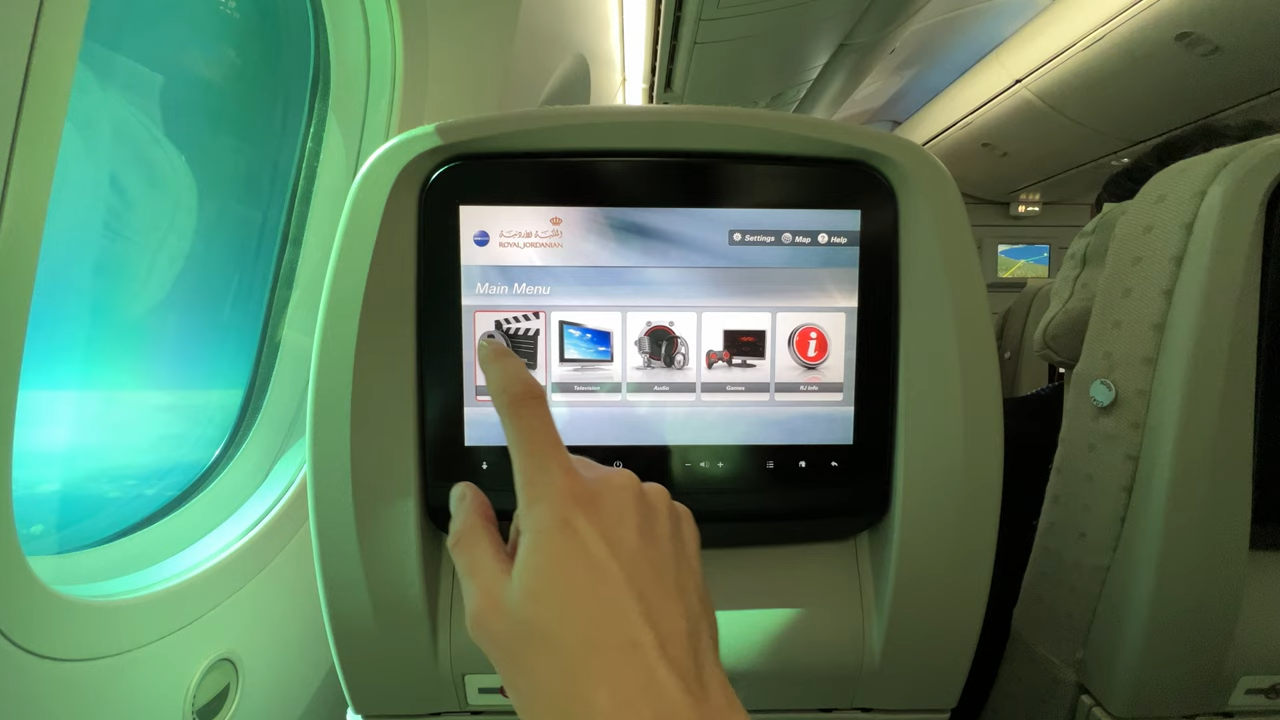 الملكية الأردنية
ROYAL JORDANIAN
Settings Map Help
Main Menu
Television Audio Games RJ Info